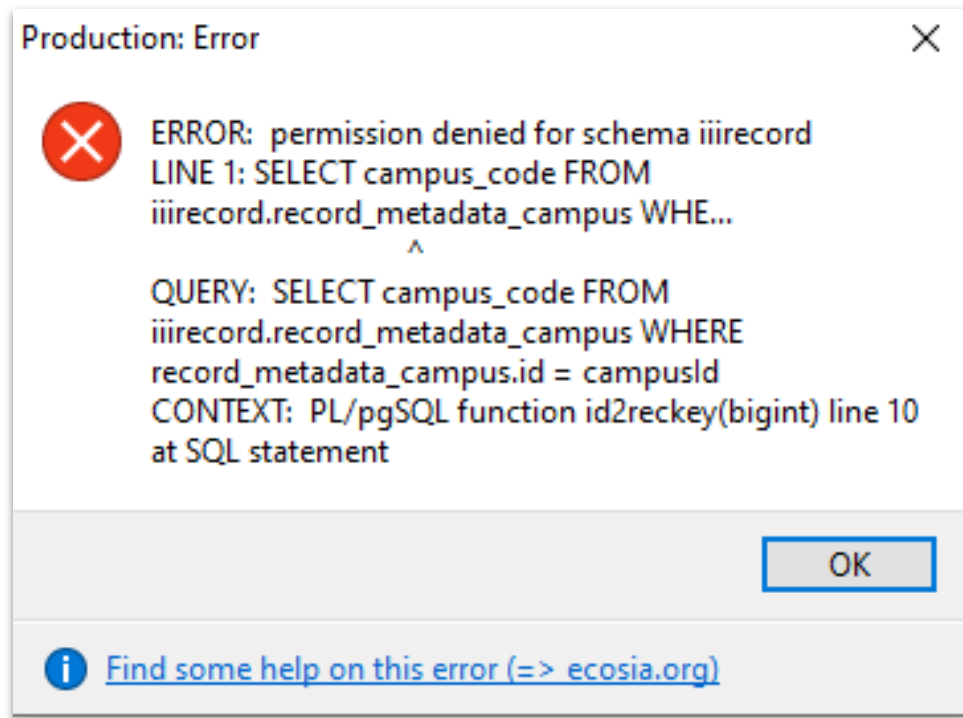 Production: Error
ERROR:  permission denied for schema iiirecord
LINE 1: SELECT campus_code FROM
iiirecord.record_metadata_campus WHE...
^
QUERY:  SELECT campus_code FROM
iiirecord.record_metadata_campus WHERE
record_metadata_campus.id = campusId
CONTEXT:  PL/pgSQL function id2reckey(bigint) line 10
at SQL statement
OK
Find some help on this error (=> ecosia.org)